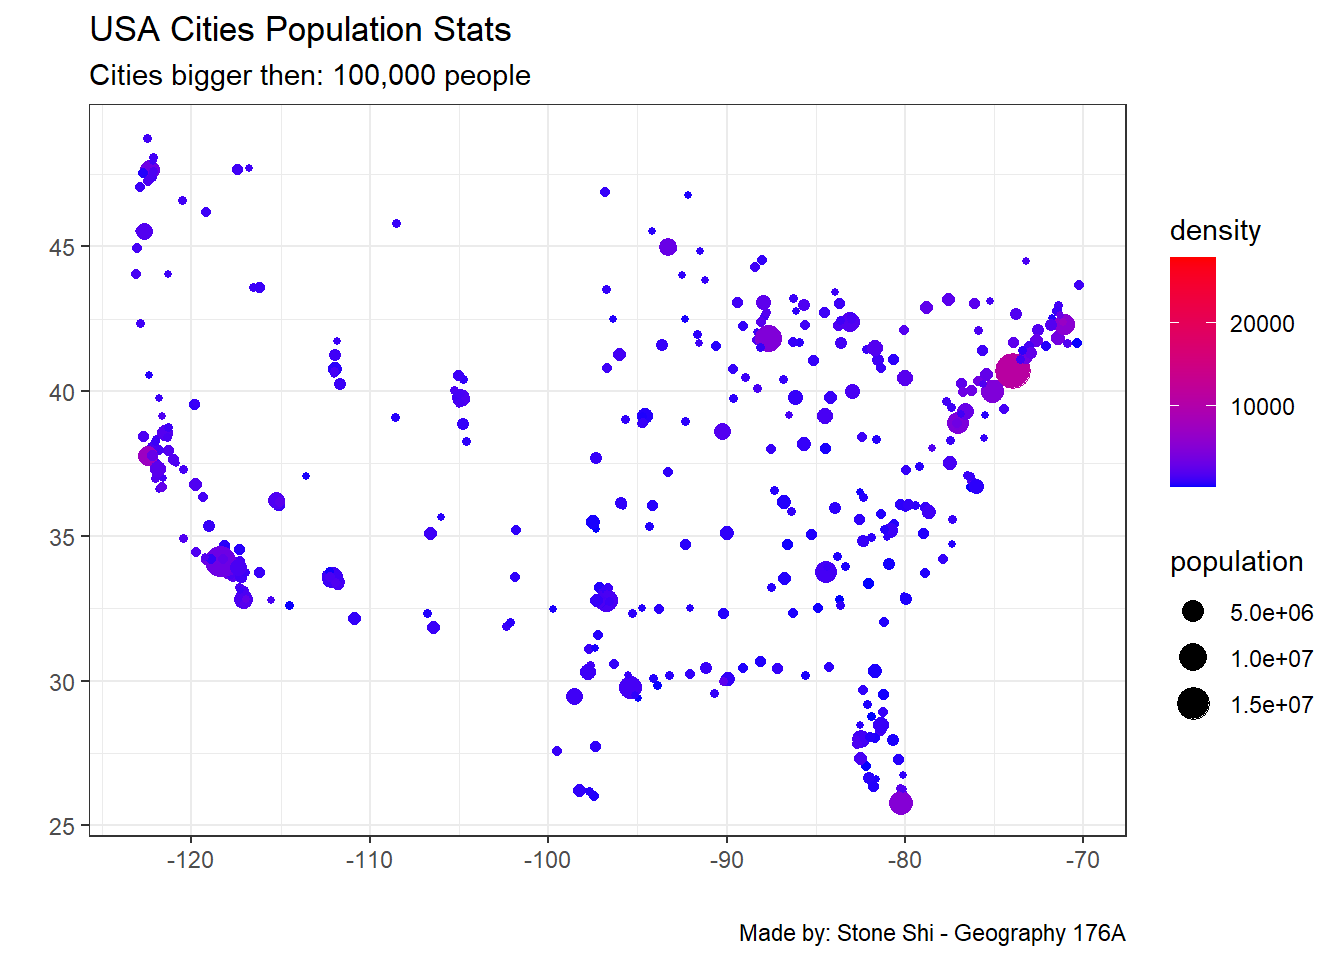 USA Cities Population Stats
Cities bigger then: 100,000 people
density
20000
10000
population
5.0e+06
1.0e+07
1.5e+07
45
40
35
30
25
-120
-110
-100
-90
-80
-70
Made by: Stone Shi - Geography 176A